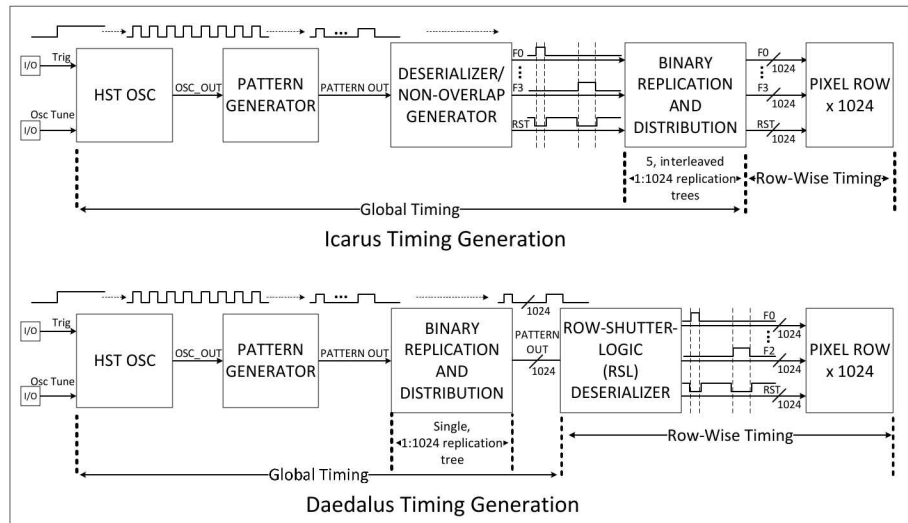 I/O
Trig
I/O
Osc Tune
HST OSC
OSC_OUT
PATTERN
GENERATOR
PATTERN OUT
DESERIALIZER/
NON-OVERLAP
GENERATOR
F0
F3
RST
BINARY
REPLICATION
AND
DISTRIBUTION
F0
1024
F3
1024
RST
1024
PIXEL ROW
x 1024
5, interleaved
1:1024 replication
trees
Row-Wise Timing
Global Timing
Icarus Timing Generation
I/O
Trig
I/O
Osc Tune
HST OSC
OSC_OUT
PATTERN
GENERATOR
PATTERN OUT
BINARY
REPLICATION
AND
DISTRIBUTION
1024
PATTERN
OUT
1024
ROW-SHUTTER-
LOGIC
(RSL)
DESERIALIZER
F0
1024
F2
1024
RST
1024
PIXEL ROW
x 1024
Single,
1:1024 replication
tree
Row-Wise Timing
Global Timing
Daedalus Timing Generation